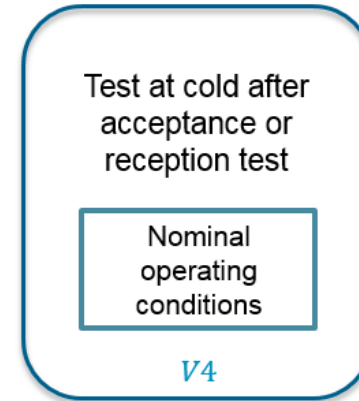 Test at cold after
acceptance or
reception test
Nominal
operating
conditions
V4